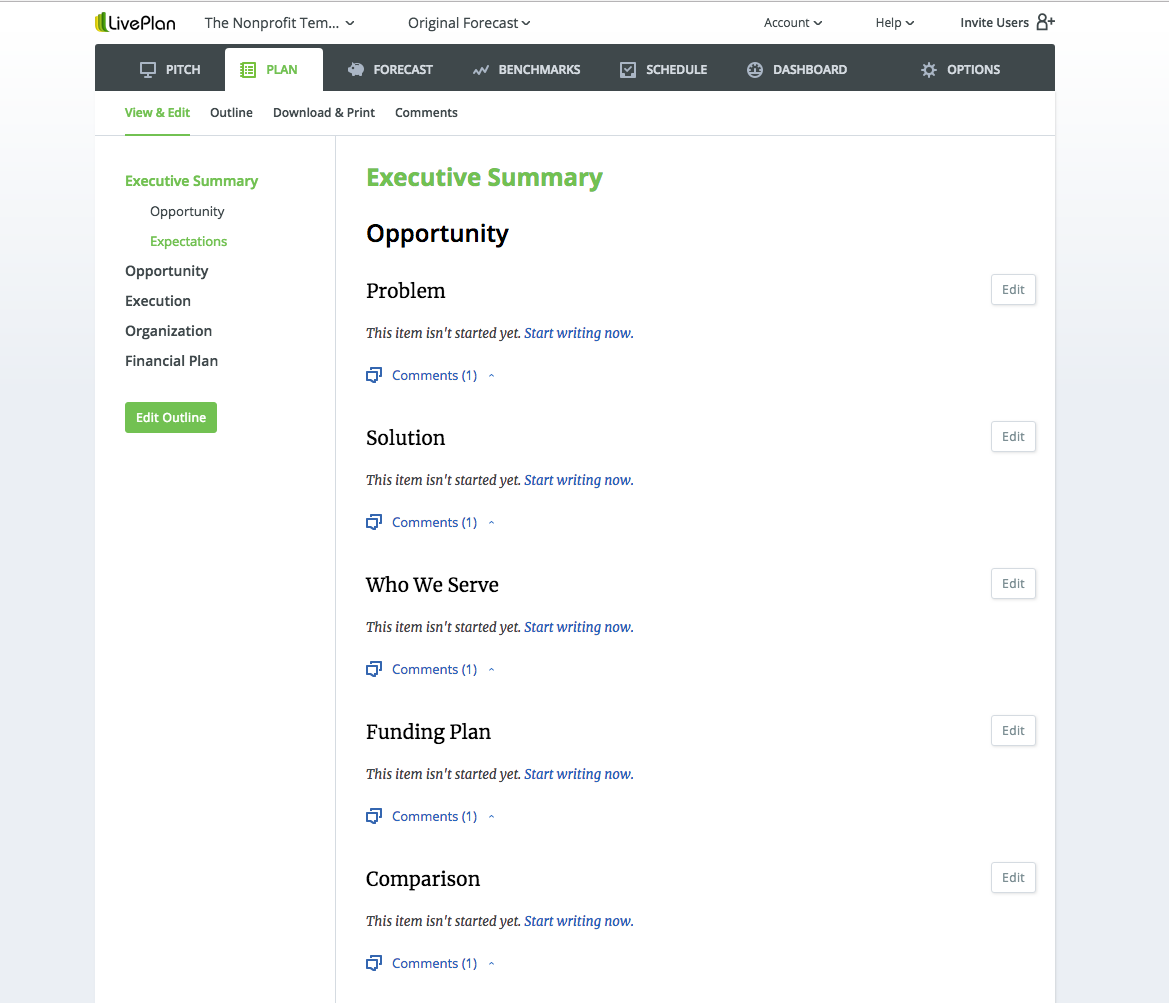 LivePlan The Nonprofit Tem... Original Forecast Account Help Invite Users
PITCH PLAN FORECAST BENCHMARKS SCHEDULE DASHBOARD OPTIONS
View & Edit Outline Download & Print Comments
Executive Summary
Opportunity
Expectations
Opportunity
Execution
Organization
Financial Plan
Edit Outline
Executive Summary
Opportunity
Problem Edit
This item isn't started yet. Start writing now.
Comments (1)
Solution Edit
This item isn't started yet. Start writing now.
Comments (1)
Who We Serve Edit
This item isn't started yet. Start writing now.
Comments (1)
Funding Plan Edit
This item isn't started yet. Start writing now.
Comments (1)
Comparison Edit
This item isn't started yet. Start writing now.
Comments (1)